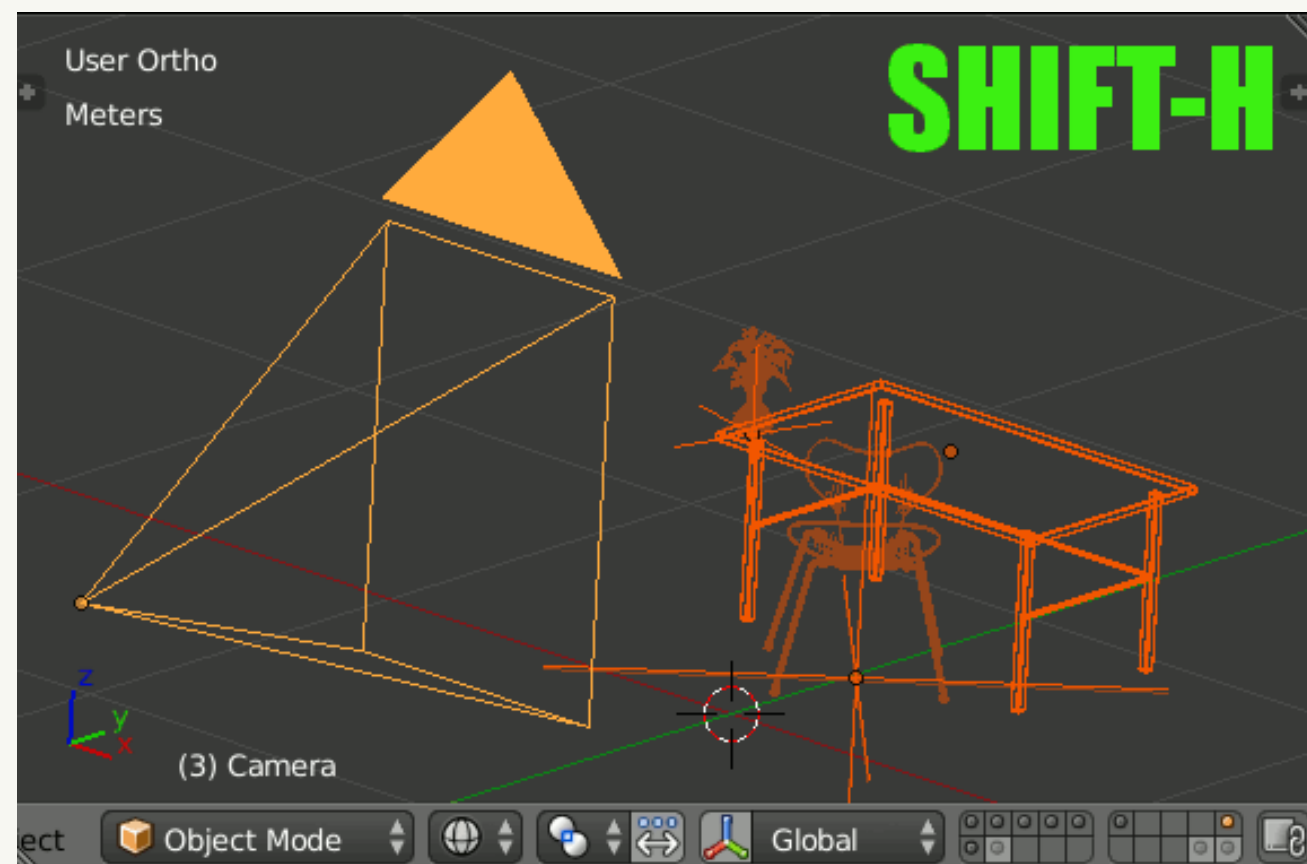 User Ortho
SHIFT-H
Meters
z
y
x
(3) Camera
ect
Object Mode
Global